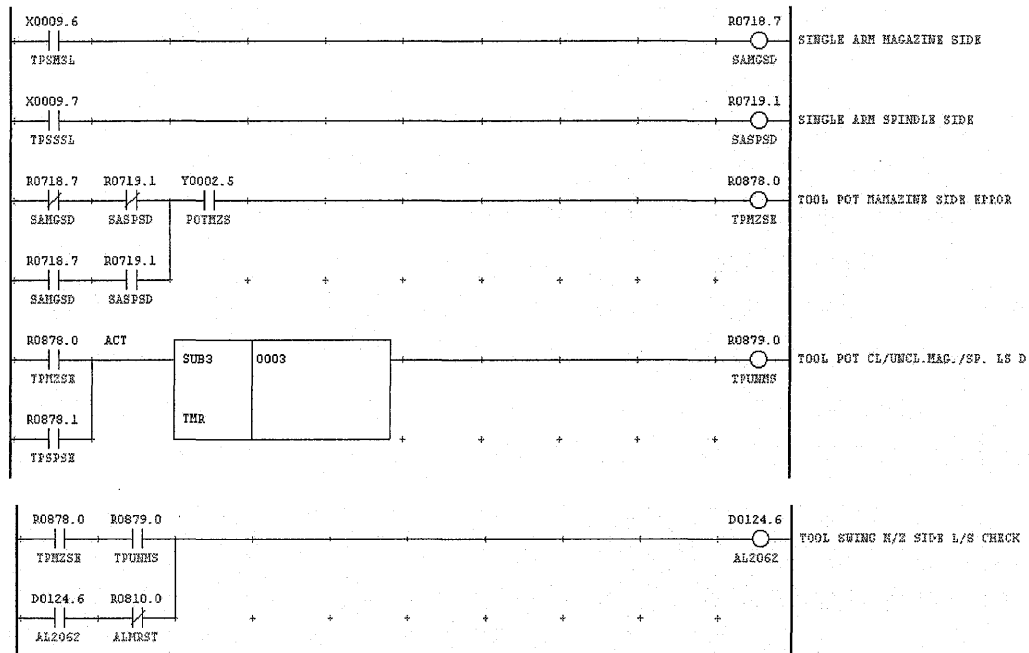 X0009.6 R0718.7
SINGLE ARM MAGAZINE SIDE
TPSMSL SAMGSD
X0009.7 R0719.1
SINGLE ARM SPINDLE SIDE
TPSSSL SASPSD
R0718.7 R0719.1 Y0002.5 R0878.0
TOOL POT MAMAZINE SIDE ERROR
SAMGSD SASPSD POTMZS TPMZSE
R0718.7 R0719.1
SAMGSD SASPSD
R0878.0 ACT R0879.0
SUB3 0003 TOOL POT CL/UNCL.MAG./SP. LS D
TPMZSE TPUNMS
R0878.1 TMR
TPSPSE
R0878.0 R0879.0 D0124.6
TOOL SWING M/Z SIDE L/S CHECK
TPMZSE TPUNMS AL2062
D0124.6 R0810.0
AL2062 ALMRST